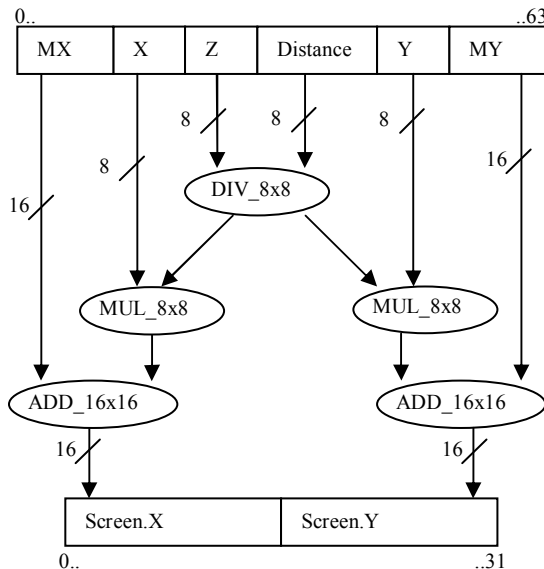 0.. ..63
MX X Z Distance Y MY
8 8 8
8 16
16
DIV_8x8
MUL_8x8 MUL_8x8
ADD_16x16 ADD_16x16
16 16
Screen.X Screen.Y
0.. ..31